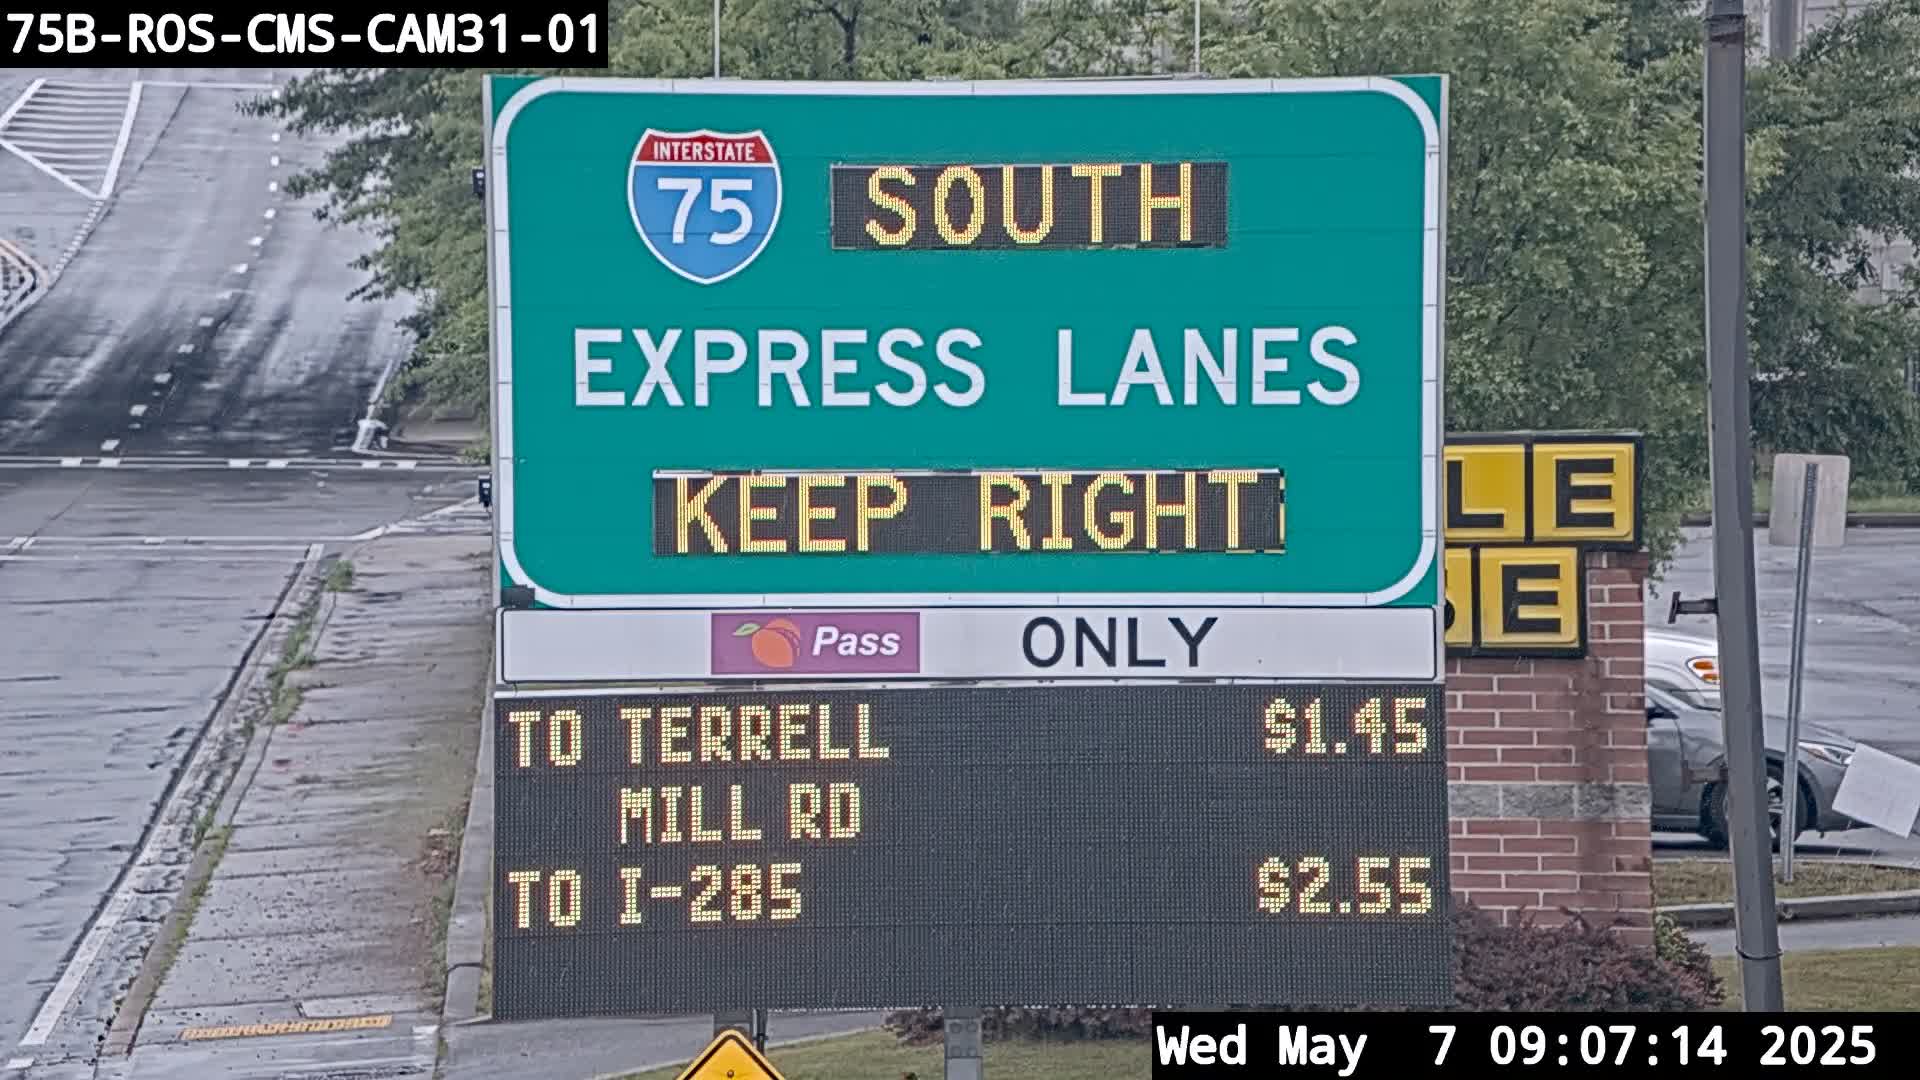 75B-ROS-CMS-CAM31-01
INTERSTATE
75
SOUTH
EXPRESS LANES
KEEP RIGHT
Pass ONLY
TO TERRELL $1.45
MILL RD
TO I-285 $2.55
LE
E
Wed May 7 09:07:14 2025